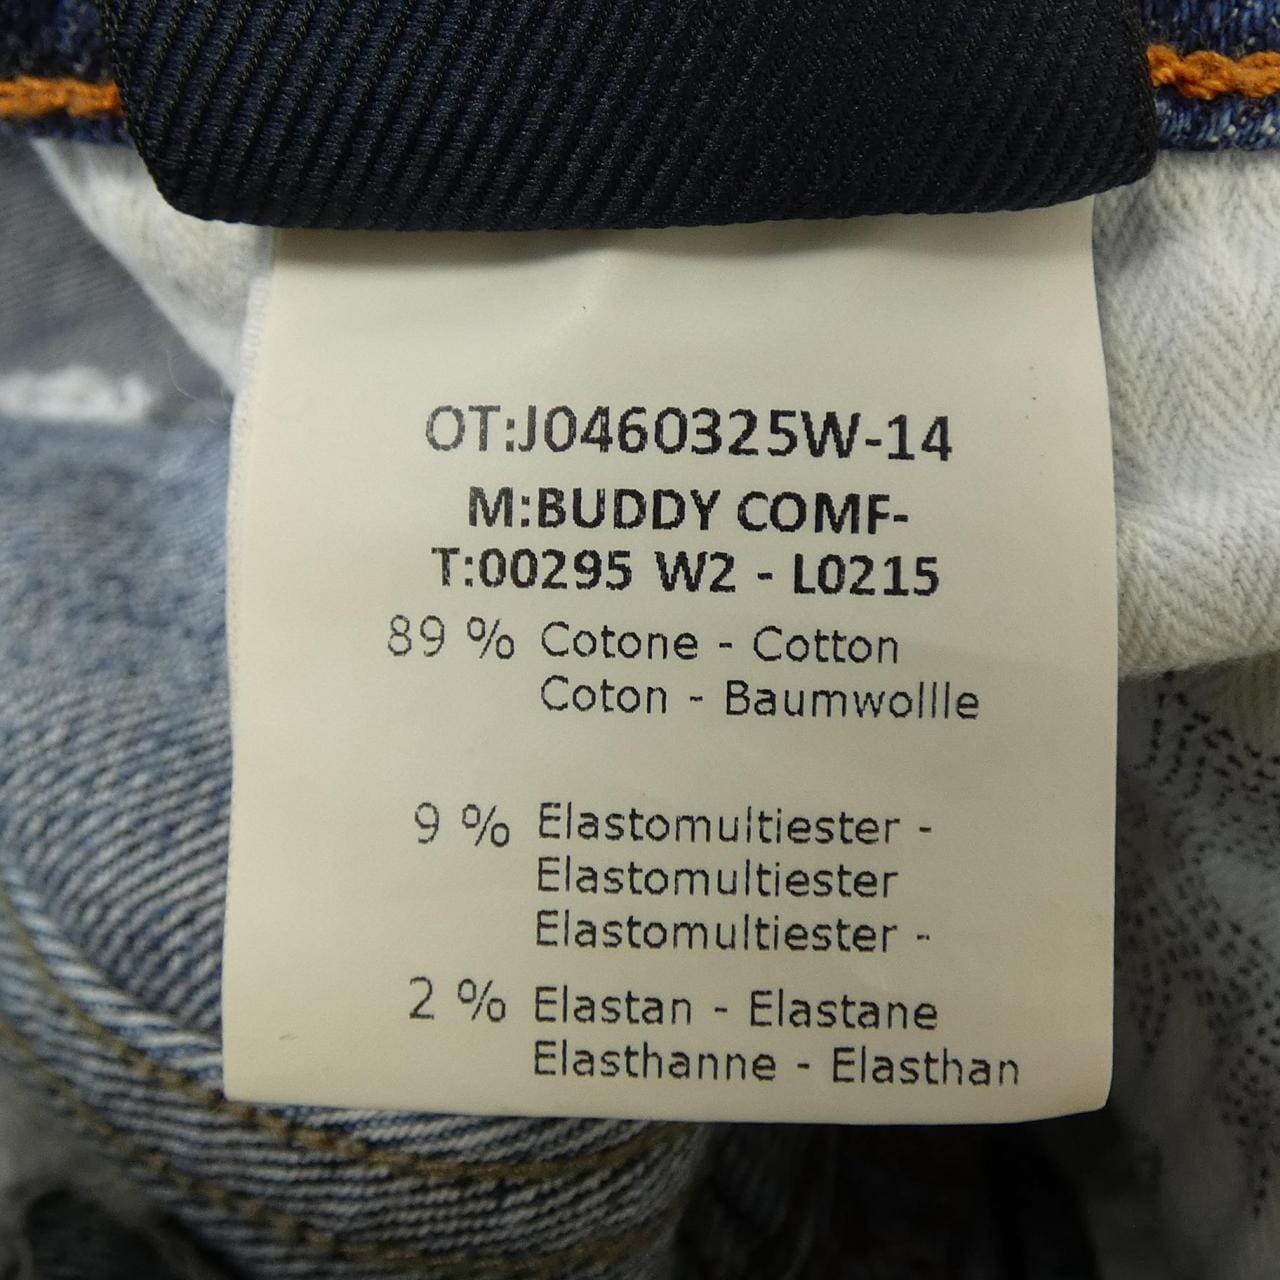 OT:J0460325W-14
M:BUDDY COMF-
T:00295 W2 - L0215
89 % Cotone - Cotton
Coton - Baumwollle
9 % Elastomultiester -
Elastomultiester
Elastomultiester -
2 % Elastan - Elastane
Elasthanne - Elasthan